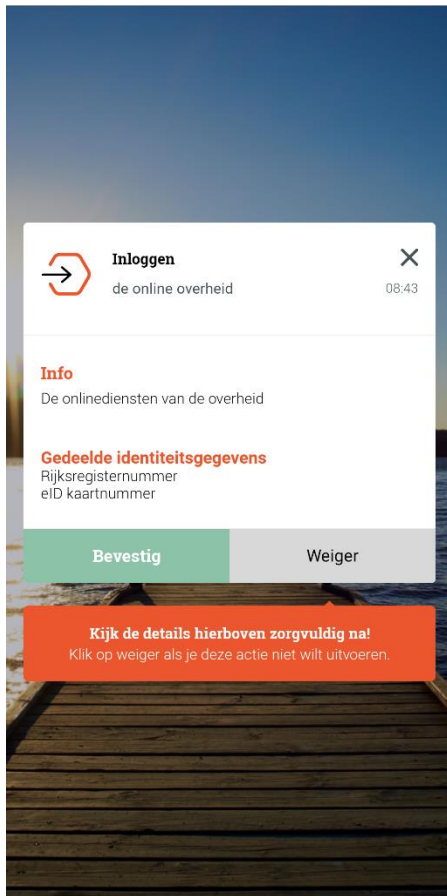 Inloggen
de online overheid
08:43
Info
De onlinediensten van de overheid
Gedeelde identiteitsgegevens
Rijksregisternummer
eID kaartnummer
Bevestig
Weiger
Kijk de details hierboven zorgvuldig na!
Klik op weiger als je deze actie niet wilt uitvoeren.